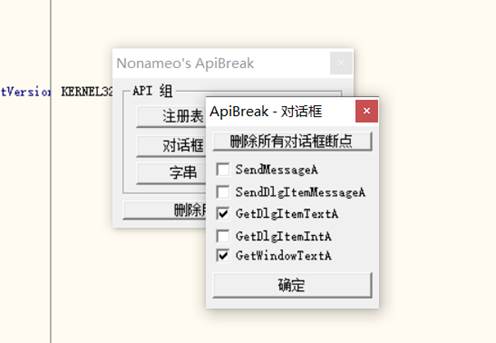 Nonameo's ApiBreak
API 组
tVersion KERNEL32
注册表
对话框
字串
删除
ApiBreak - 对话框
删除所有对话框断点
SendMessageA
SendDlgItemMessageA
GetDlgItemTextA
GetDlgItemIntA
GetWindowTextA
确定